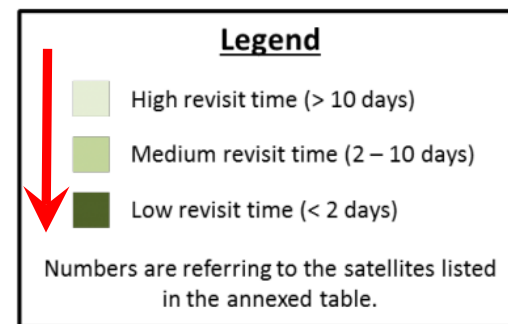 Legend
High revisit time (> 10 days)
Medium revisit time (2 – 10 days)
Low revisit time (< 2 days)
Numbers are referring to the satellites listed
in the annexed table.